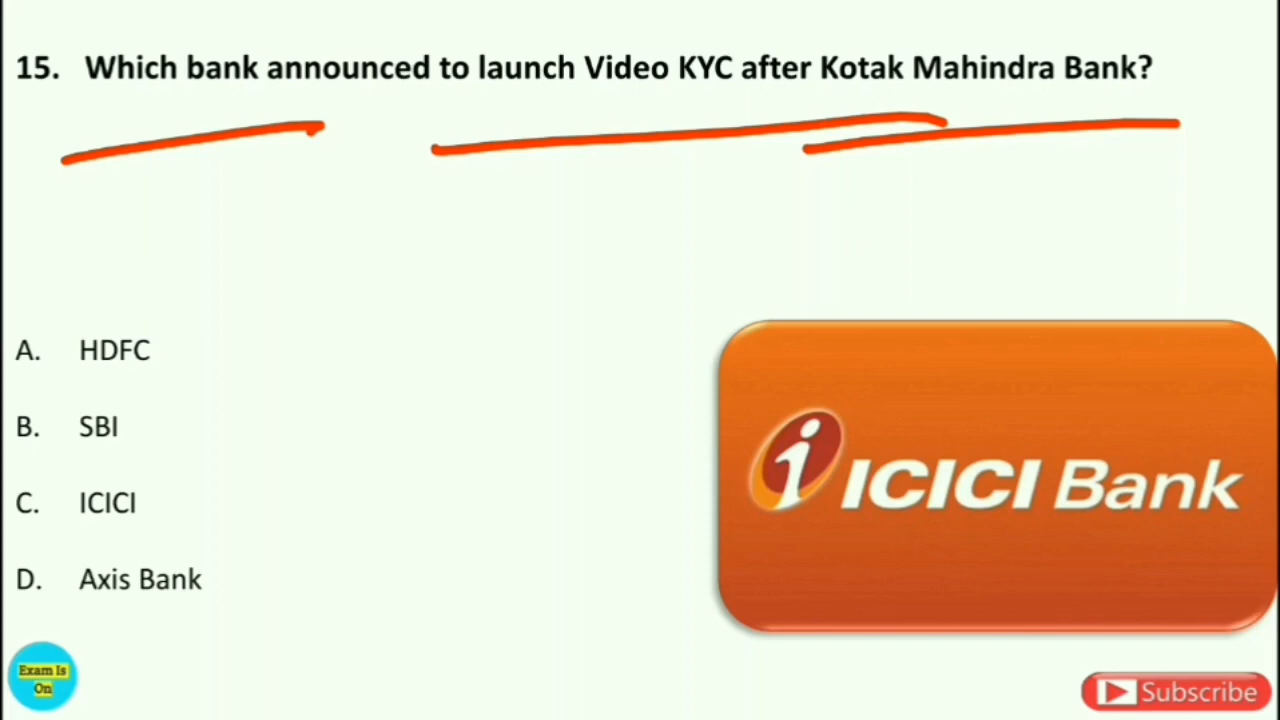 15. Which bank announced to launch Video KYC after Kotak Mahindra Bank?
A. HDFC
B. SBI
C. ICICI
D. Axis Bank
i ICICI Bank
Exam Is
On
Subscribe